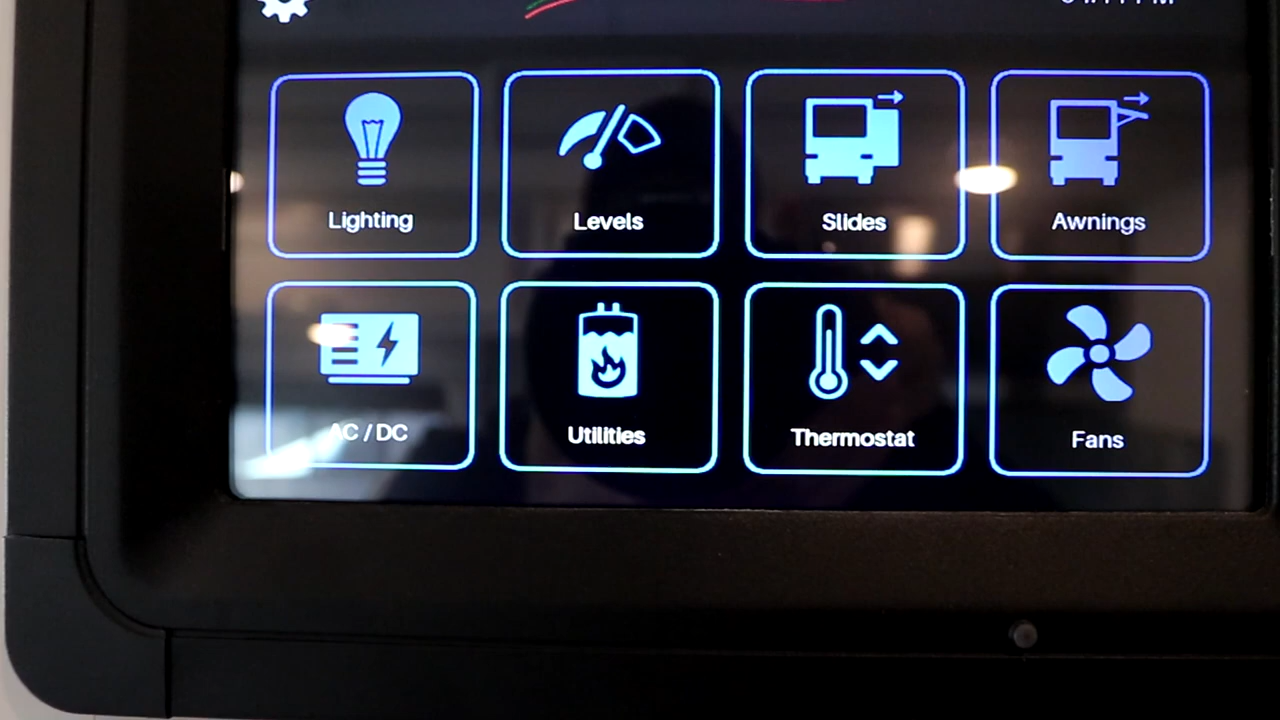 Lighting
Levels
Slides
Awnings
AC / DC
Utilities
Thermostat
Fans